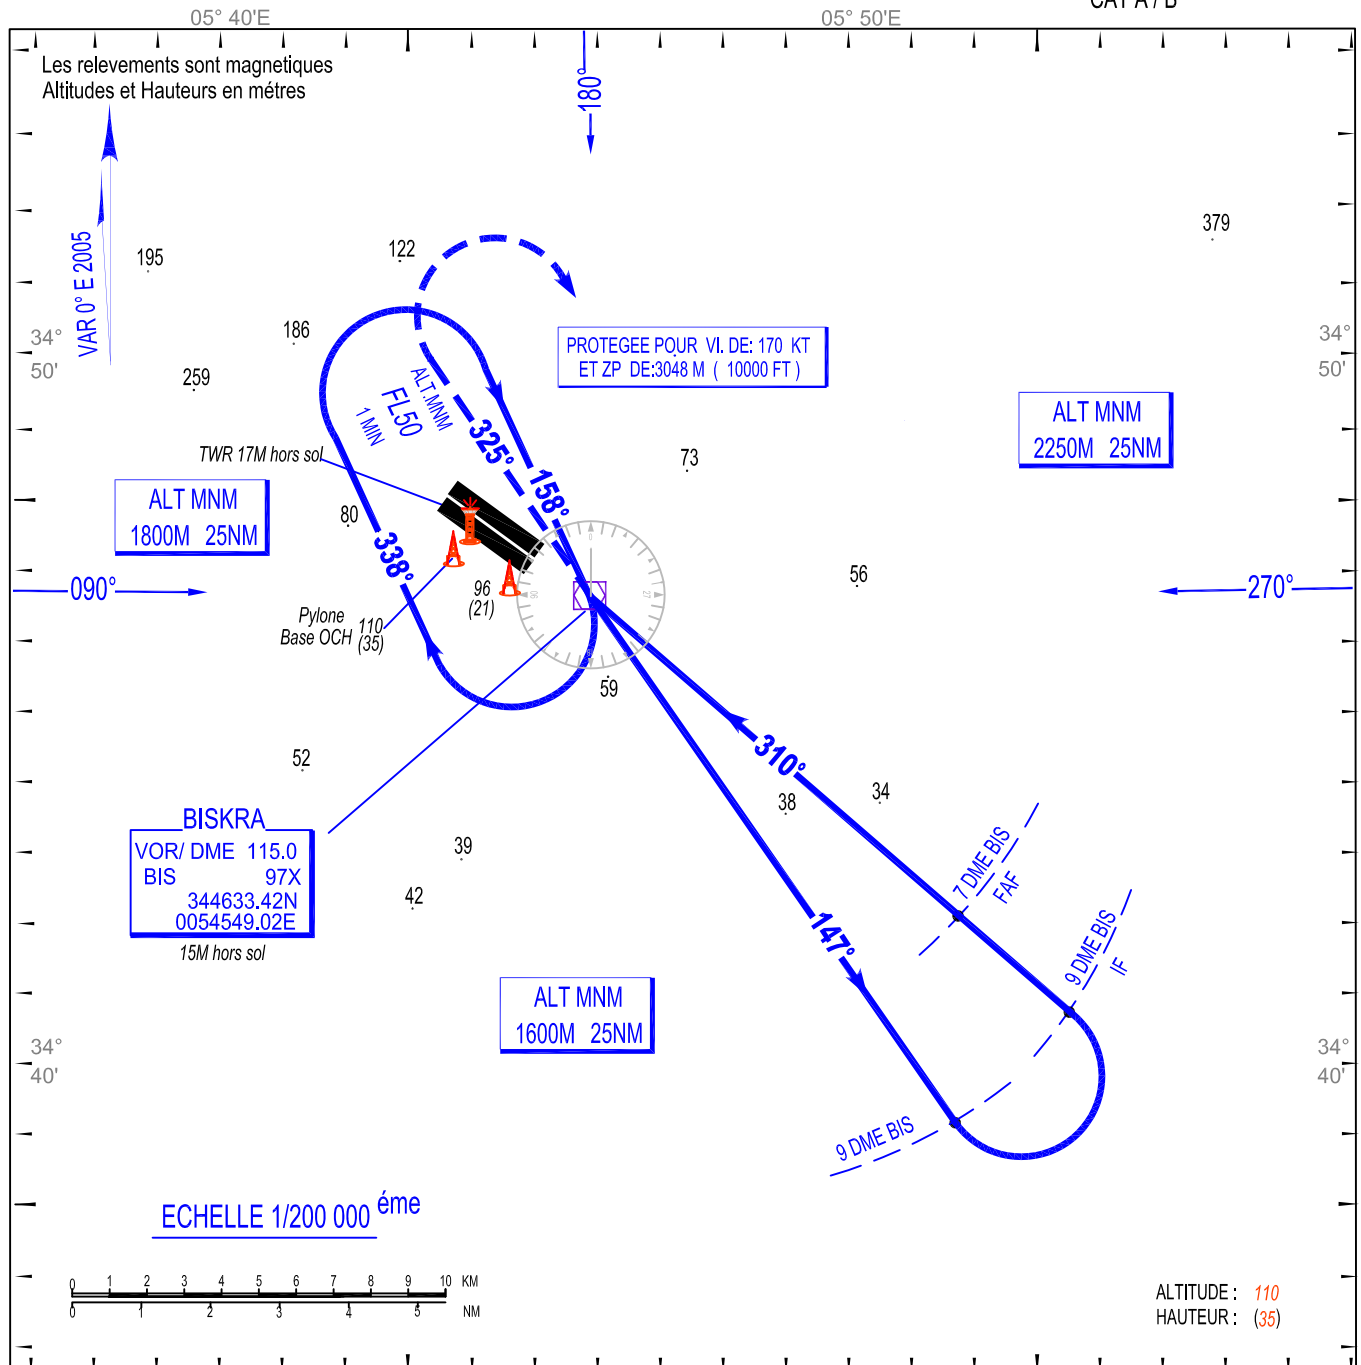 CAT A / B
05° 40'E
05° 50'E
Les relevements sont magnetiques
Altitudes et Hauteurs en métres
180°
VAR 0° E 2005
195
122
379
186
34°
50'
34°
50'
259
PROTEGEE POUR VI. DE: 170 KT
ET ZP DE:3048 M ( 10000 FT )
ALT.MNM
FL50
1 MIN
325°
158°
ALT MNM
2250M 25NM
TWR 17M hors sol
73
ALT MNM
1800M 25NM
80
338°
56
090°
270°
96
(21)
Pylone
Base OCH
110
(35)
59
52
310°
38
34
BISKRA
VOR/ DME 115.0
BIS 97X
344633.42N
0054549.02E
15M hors sol
39
42
7 DME BIS
FAF
147°
9 DME BIS
IF
ALT MNM
1600M 25NM
34°
40'
34°
40'
9 DME BIS
ECHELLE 1/200 000 éme
0 1 2 3 4 5 6 7 8 9 10 KM
0 1 2 3 4 5 NM
ALTITUDE : 110
HAUTEUR : (35)